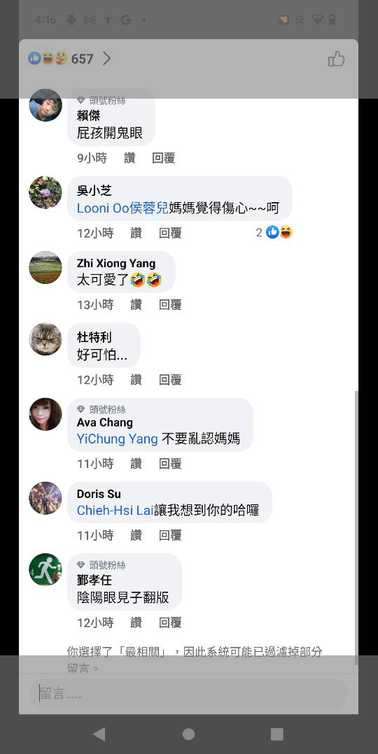 4:16
657
頭號粉絲
賴傑
屁孩開鬼眼
9小時 讚 回覆
吳小芝
Looni Oo侯蓉兒媽媽覺得傷心~~呵
12小時 讚 回覆 2
Zhi Xiong Yang
太可愛了🤣🤣
13小時 讚 回覆
杜特利
好可怕...
12小時 讚 回覆
頭號粉絲
Ava Chang
YiChung Yang 不要亂認媽媽
11小時 讚 回覆
Doris Su
Chieh-Hsi Lai讓我想到你的哈囉
11小時 讚 回覆
頭號粉絲
鄞孝任
陰陽眼見子翻版
12小時 讚 回覆
你選擇了「最相關」，因此系統可能已過濾掉部分
留言。
留言......